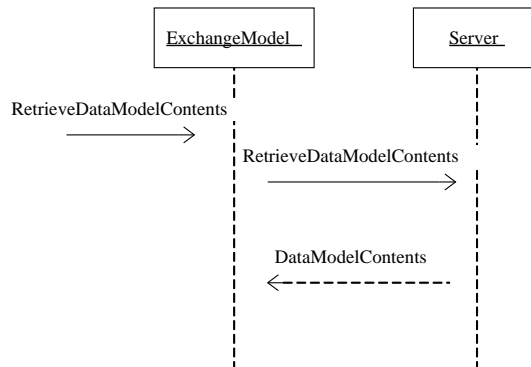 ExchangeModel
Server
RetrieveDataModelContents
RetrieveDataModelContents
DataModelContents